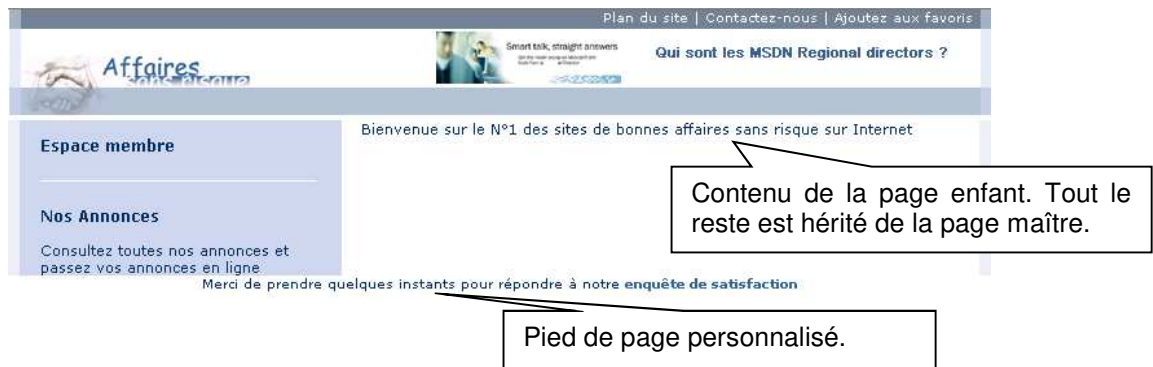 Plan du site | Contactez-nous | Ajoutez aux favoris
Affaires
sans risque
Smart talk, straight answers
Qui sont les MSDN Regional directors ?
Bienvenue sur le N°1 des sites de bonnes affaires sans risque sur Internet
Espace membre
Contenu de la page enfant. Tout le
reste est hérité de la page maître.
Nos Annonces
Consultez toutes nos annonces et
passez vos annonces en ligne
Merci de prendre quelques instants pour répondre à notre enquête de satisfaction
Pied de page personnalisé.